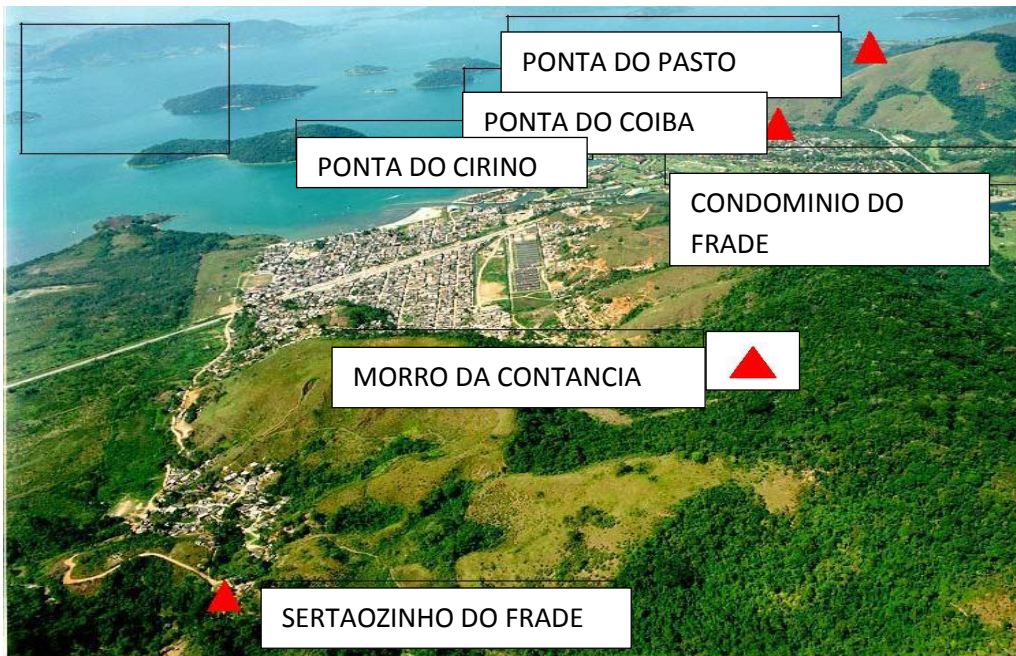 PONTA DO PASTO
PONTA DO COIBA
PONTA DO CIRINO
CONDOMINIO DO
FRADE
MORRO DA CONTANCIA
SERTAOZINHO DO FRADE